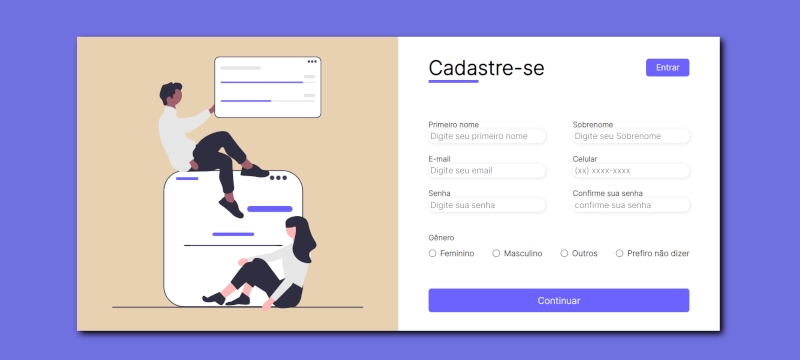 Cadastre-se
Entrar
Primeiro nome
Sobrenome
Digite seu primeiro nome
Digite seu Sobrenome
E-mail
Celular
Digite seu email
(xx) xxxx-xxxx
Senha
Confirme sua senha
Digite sua senha
confirme sua senha
Gênero
Feminino Masculino Outros Prefiro não dizer
Continuar